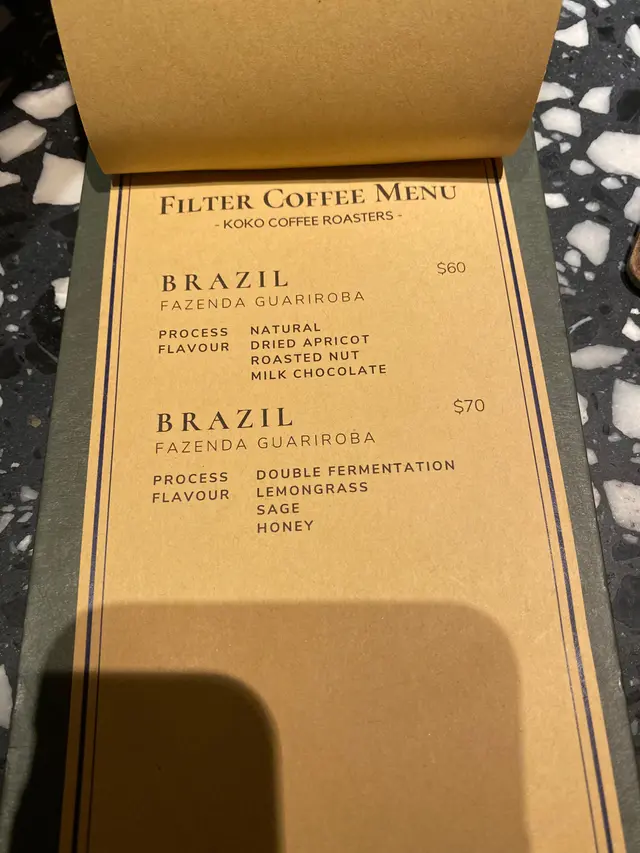 FILTER COFFEE MENU
- KOKO COFFEE ROASTERS -
BRAZIL $60
FAZENDA GUARIROBA
PROCESS NATURAL
FLAVOUR DRIED APRICOT
ROASTED NUT
MILK CHOCOLATE
BRAZIL $70
FAZENDA GUARIROBA
PROCESS DOUBLE FERMENTATION
FLAVOUR LEMONGRASS
SAGE
HONEY